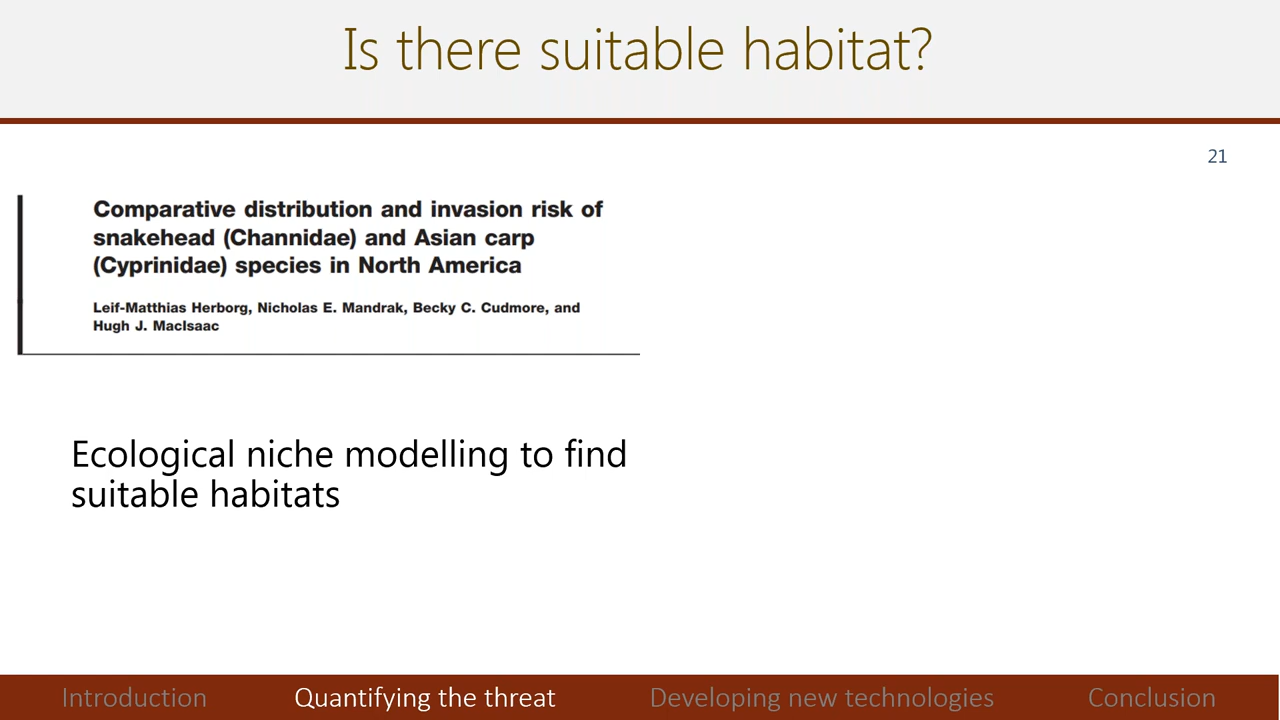 Is there suitable habitat?
21
Comparative distribution and invasion risk of
snakehead (Channidae) and Asian carp
(Cyprinidae) species in North America
Leif-Matthias Herborg, Nicholas E. Mandrak, Becky C. Cudmore, and
Hugh J. MacIsaac
Ecological niche modelling to find
suitable habitats
Introduction Quantifying the threat Developing new technologies Conclusion